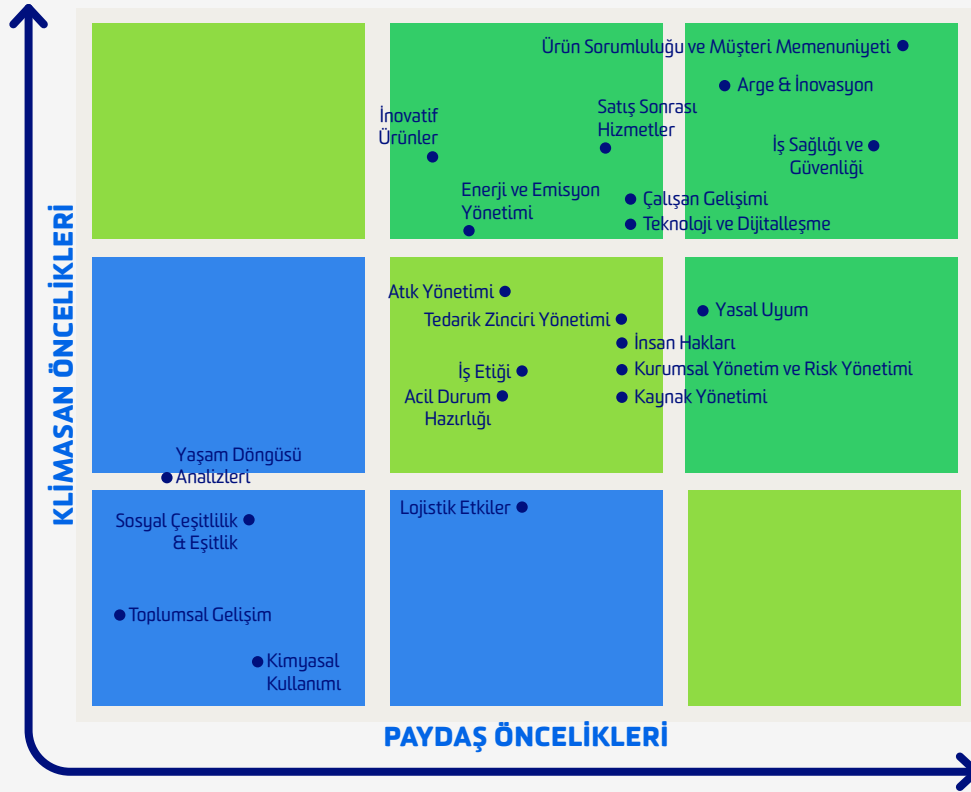 KLİMASAN ÖNCELİKLERİ
Ürün Sorumluluğu ve Müşteri Memenuniyeti
Arge & İnovasyon
İnovatif
Ürünler
Satış Sonrası
Hizmetler
İş Sağlığı ve
Güvenliği
Enerji ve Emisyon
Yönetimi
Çalışan Gelişimi
Teknoloji ve Dijitalleşme
Atık Yönetimi
Tedarik Zinciri Yönetimi
Yasal Uyum
İnsan Hakları
İş Etiği
Kurumsal Yönetim ve Risk Yönetimi
Acil Durum
Hazırlığı
Kaynak Yönetimi
Yaşam Döngüsü
Analizleri
Sosyal Çeşitlilik
& Eşitlik
Lojistik Etkiler
Toplumsal Gelişim
Kimyasal
Kullanımı
PAYDAŞ ÖNCELİKLERİ